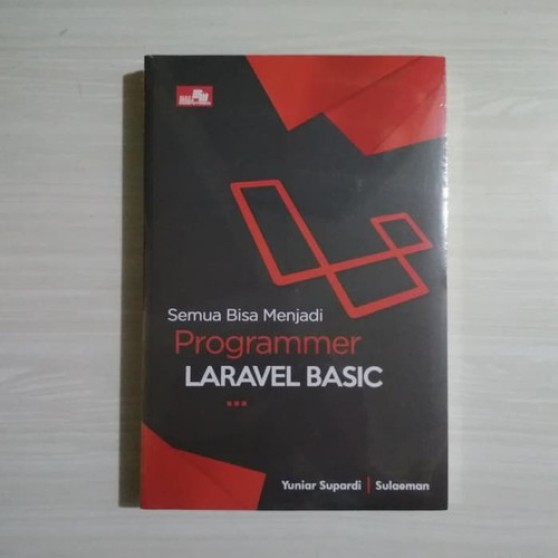 Semua Bisa Menjadi
Programmer
LARAVEL BASIC
Yuniar Supardi | Sulaeman